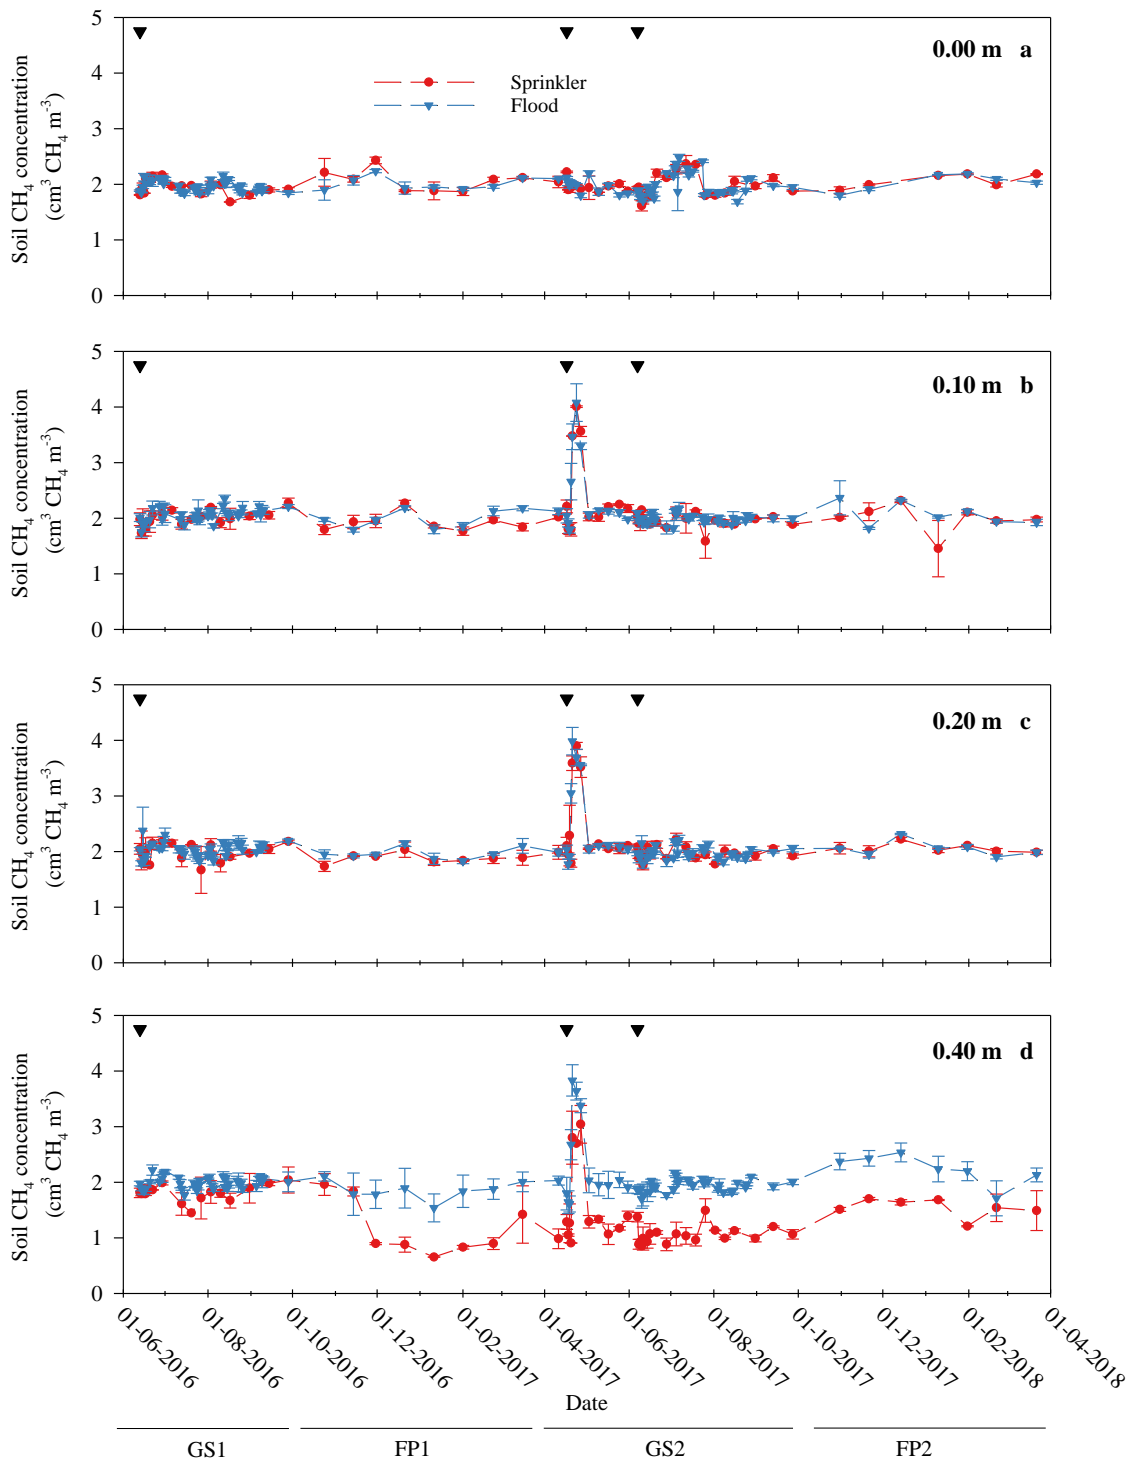 5
4
3
2
1
0
Soil CH4 concentration
(cm3 CH4 m-3)
0.00 m a
Sprinkler
Flood
5
4
3
2
1
0
Soil CH4 concentration
(cm3 CH4 m-3)
0.10 m b
5
4
3
2
1
0
Soil CH4 concentration
(cm3 CH4 m-3)
0.20 m c
5
4
3
2
1
0
Soil CH4 concentration
(cm3 CH4 m-3)
0.40 m d
01-06-2016
01-08-2016
01-10-2016
01-12-2016
01-02-2017
01-04-2017
01-06-2017
01-08-2017
01-10-2017
01-12-2017
01-02-2018
01-04-2018
Date
GS1 FP1 GS2 FP2